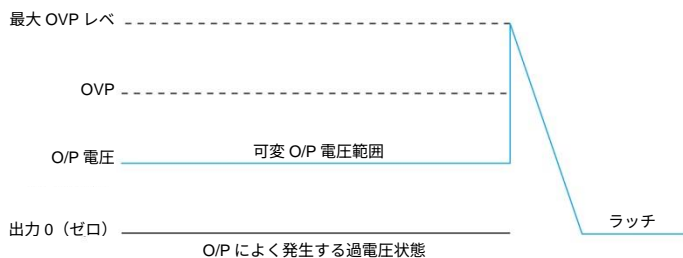 最大 OVP レベ
OVP
O/P 電圧
可変 O/P 電圧範囲
出力 0（ゼロ）
ラッチ
O/P によく発生する過電圧状態